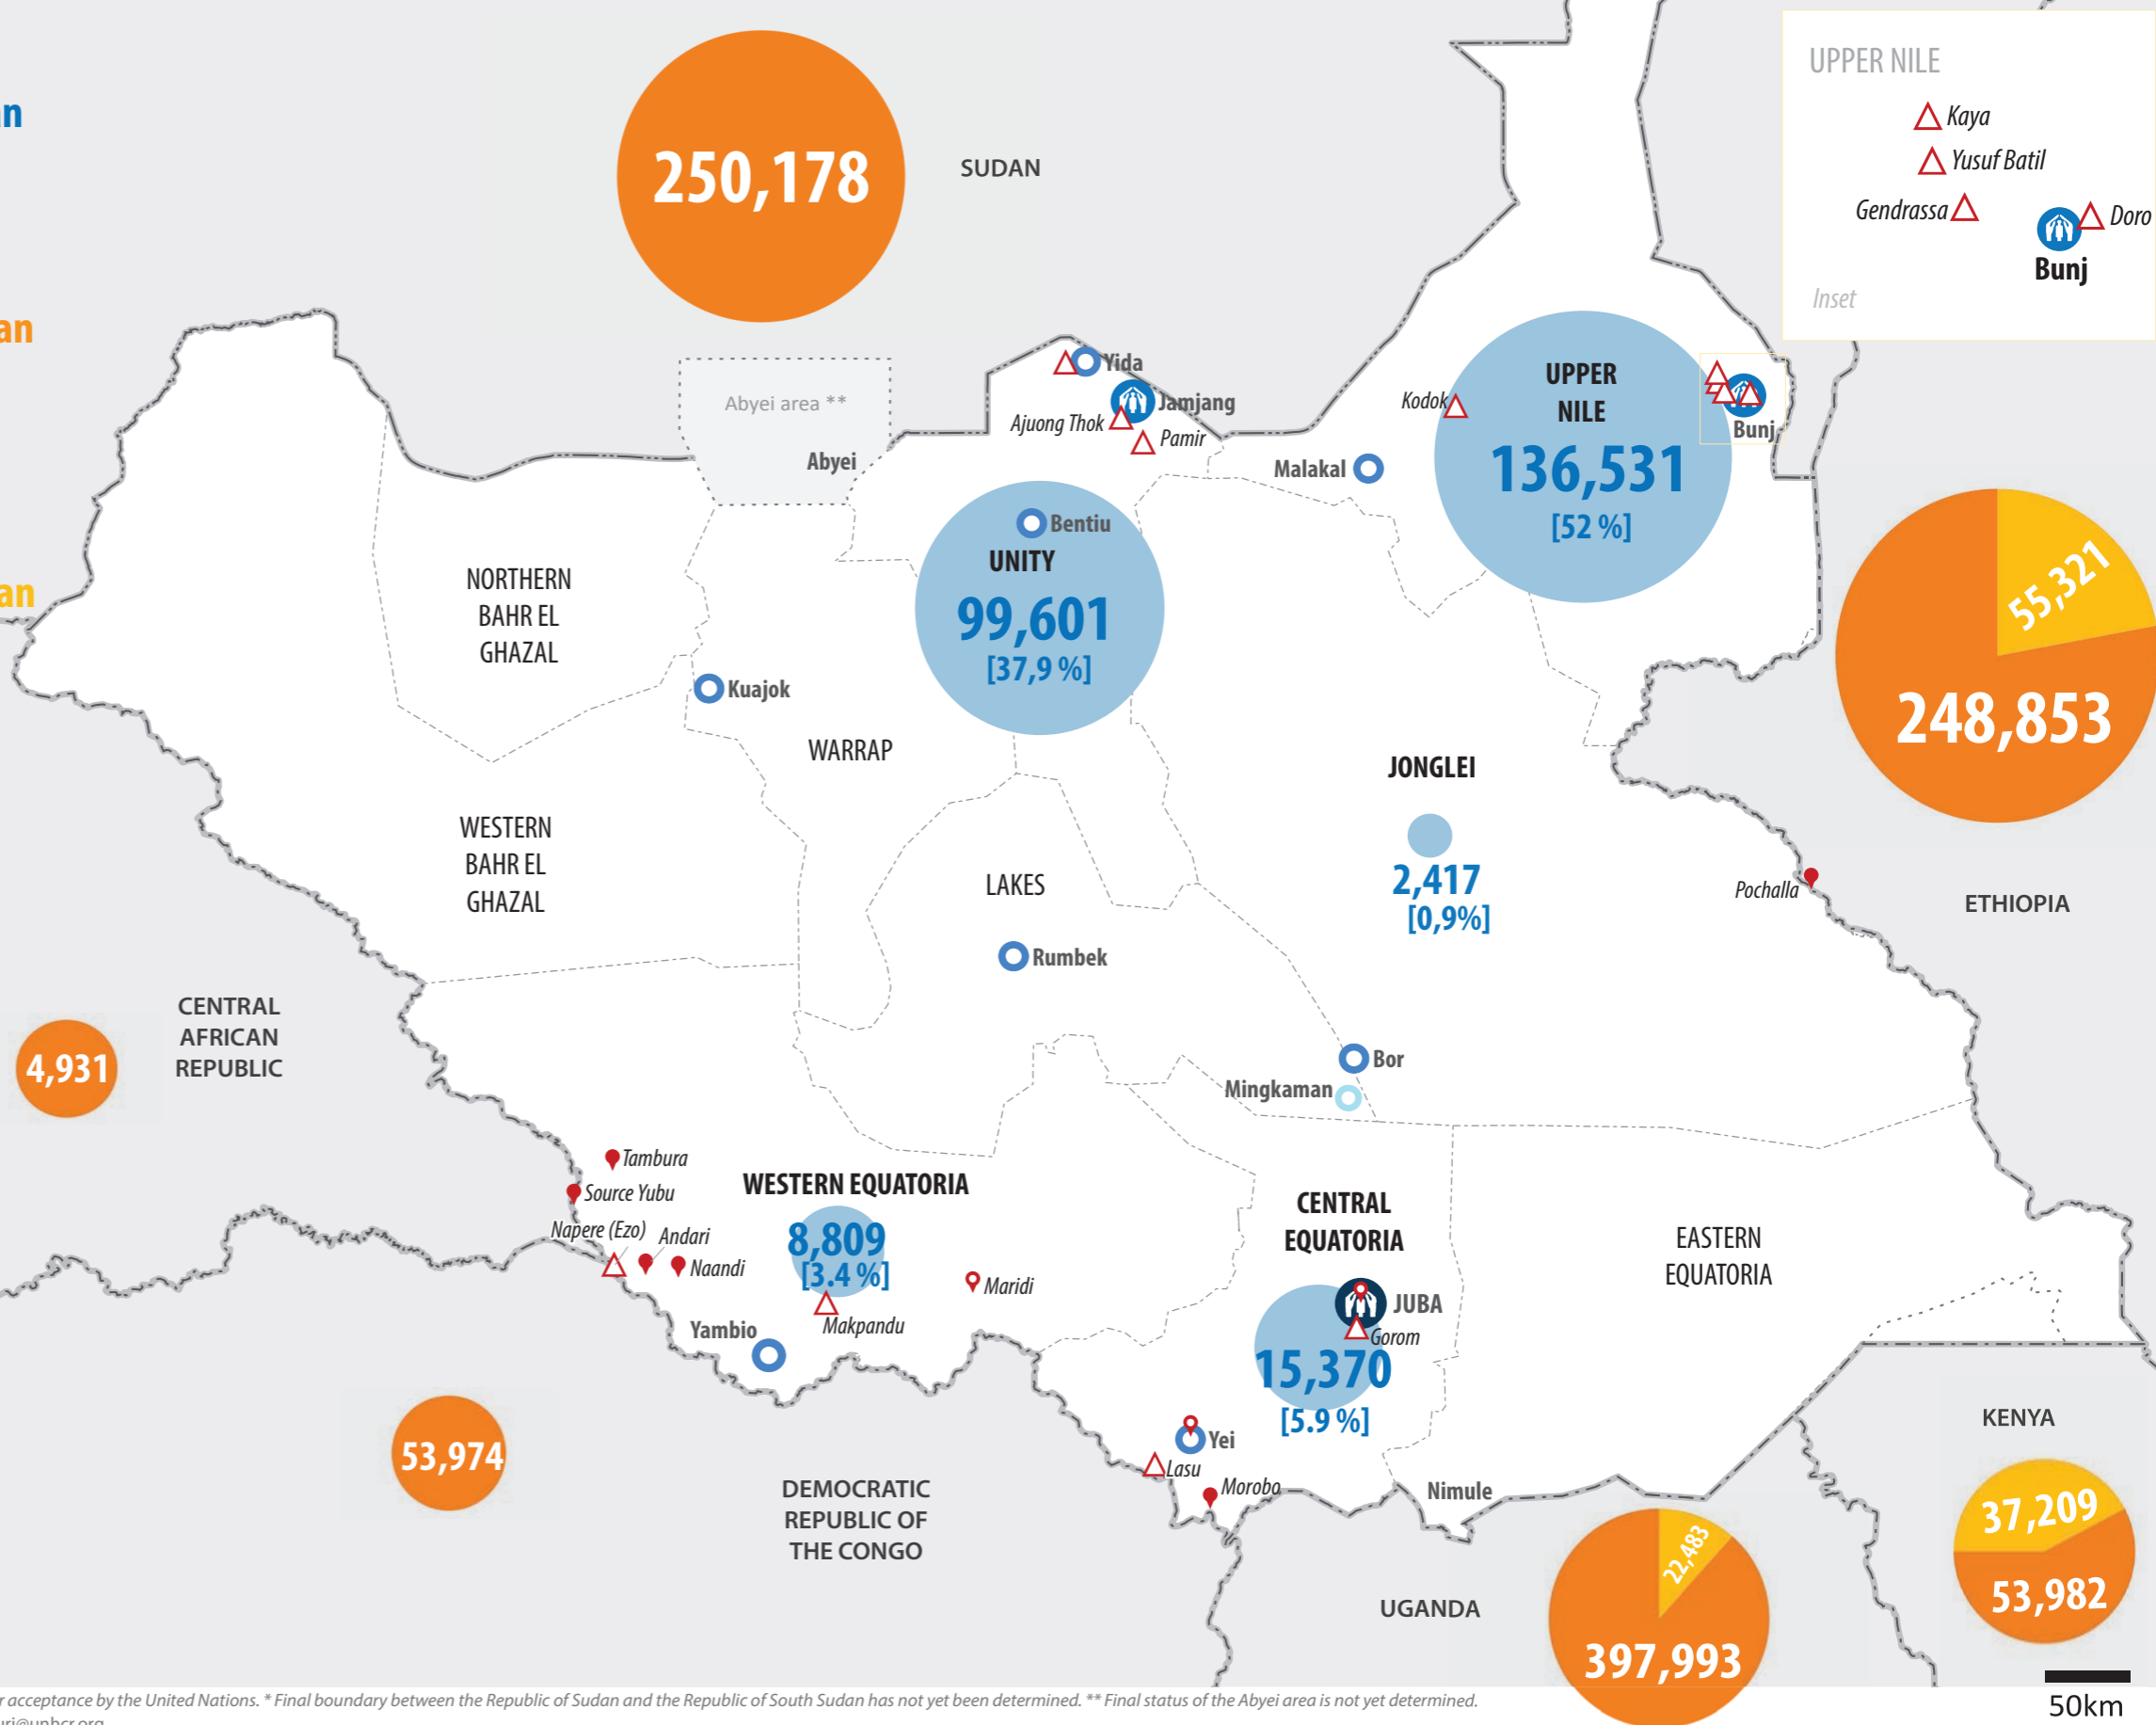 250,178
SUDAN
UPPER NILE
Kaya
Yusuf Batil
Gendrassa
Doro
Bunj
Inset
Abyei area **
Abyei
Yida
Jamjang
Ajuong Thok
Pamir
Kodok
Malakal
UPPER
NILE
136,531
[52 %]
Bunj
Bentiu
UNITY
99,601
[37,9 %]
NORTHERN
BAHR EL
GHAZAL
Kuajok
WARRAP
55,321
248,853
ETHIOPIA
JONGLEI
2,417
[0,9%]
Pochalla
WESTERN
BAHR EL
GHAZAL
LAKES
Rumbek
CENTRAL
AFRICAN
REPUBLIC
4,931
Bor
Mingkaman
Tambura
Source Yubu
Napere (Ezo)
Andari
Naandi
WESTERN EQUATORIA
8,809
[3.4 %]
Makpandu
Maridi
Yambio
CENTRAL
EQUATORIA
JUBA
Gorom
15,370
[5.9 %]
EASTERN
EQUATORIA
Yei
Lasu
Morobo
Nimule
53,974
DEMOCRATIC
REPUBLIC OF
THE CONGO
UGANDA
22,483
397,993
KENYA
37,209
53,982
50km
acceptance by the United Nations. * Final boundary between the Republic of Sudan and the Republic of South Sudan has not yet been determined. ** Final status of the Abyei area is not yet determined.